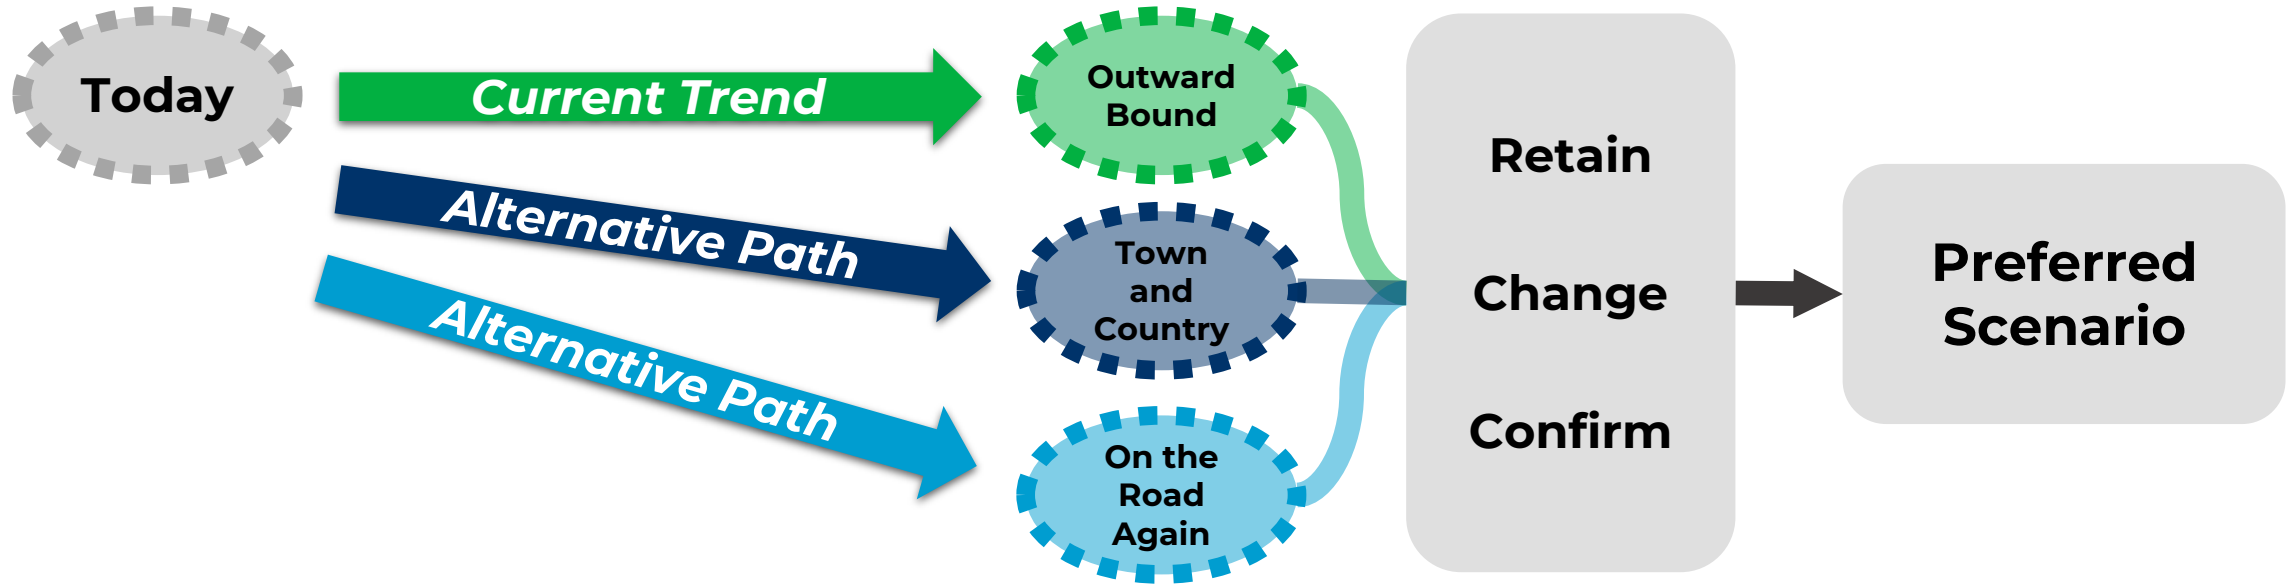 Today
Current Trend
Alternative Path
Alternative Path
Outward
Bound
Town
and
Country
On the
Road
Again
Retain
Change
Confirm
Preferred
Scenario